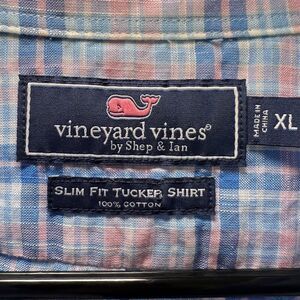 vineyard vines®
by Shep & Ian
MADE IN
CHINA
XL
SLIM FIT TUCKER SHIRT
100% COTTON